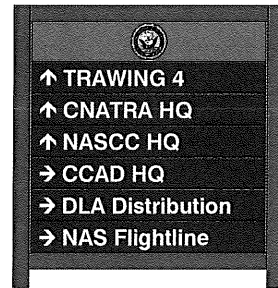 ↑ TRAWING 4
↑ CNATRA HQ
↑ NASCC HQ
→ CCAD HQ
→ DLA Distribution
→ NAS Flightline